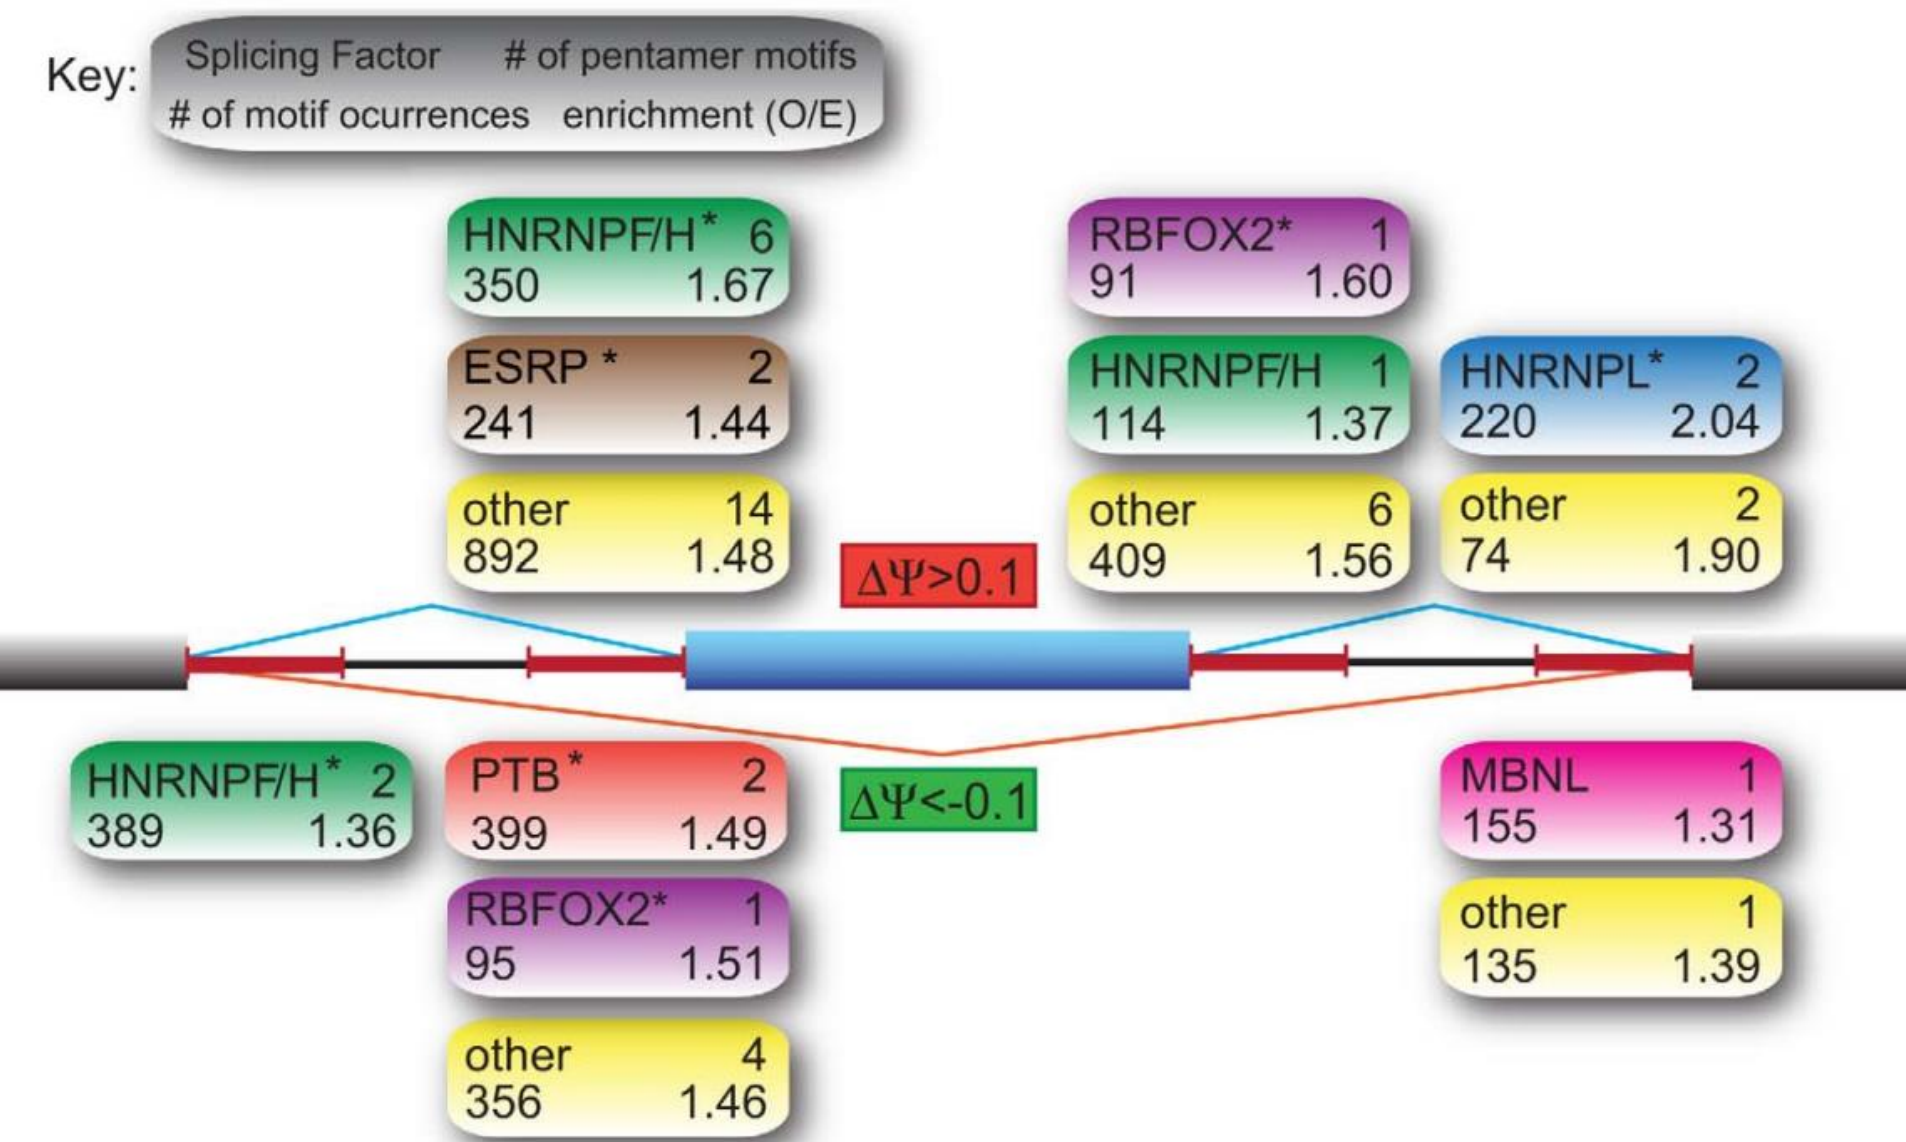 Key:
Splicing Factor # of pentamer motifs
# of motif ocurrences enrichment (O/E)
HNRNPF/H* 6
350 1.67
ESRP * 2
241 1.44
other 14
892 1.48
RBFOX2* 1
91 1.60
HNRNPF/H 1
114 1.37
other 6
409 1.56
HNRNPL* 2
220 2.04
other 2
74 1.90
ΔΨ>0.1
ΔΨ<-0.1
HNRNPF/H* 2
389 1.36
PTB* 2
399 1.49
RBFOX2* 1
95 1.51
other 4
356 1.46
MBNL 1
155 1.31
other 1
135 1.39